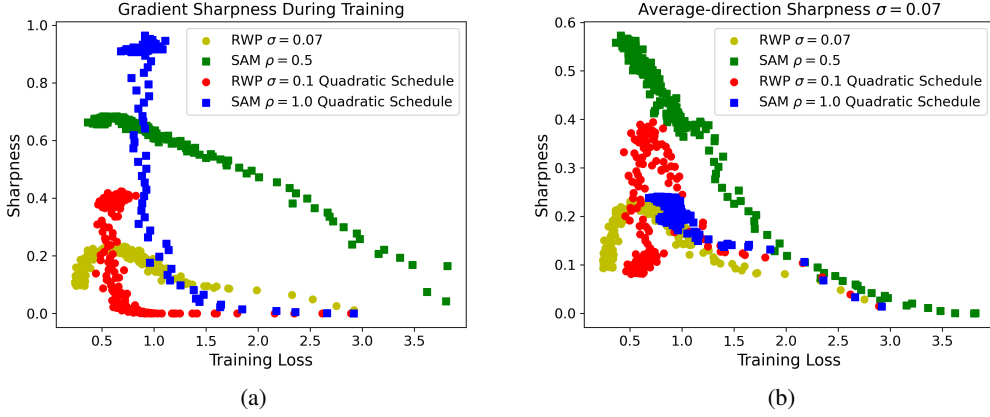 Gradient Sharpness During Training
1.0
0.8
0.6
0.4
0.2
0.0
Sharpness
RWP σ = 0.07
SAM ρ = 0.5
RWP σ = 0.1 Quadratic Schedule
SAM ρ = 1.0 Quadratic Schedule
0.5 1.0 1.5 2.0 2.5 3.0 3.5
Training Loss
(a)
Average-direction Sharpness σ = 0.07
0.6
0.5
0.4
0.3
0.2
0.1
0.0
Sharpness
RWP σ = 0.07
SAM ρ = 0.5
RWP σ = 0.1 Quadratic Schedule
SAM ρ = 1.0 Quadratic Schedule
0.5 1.0 1.5 2.0 2.5 3.0 3.5
Training Loss
(b)